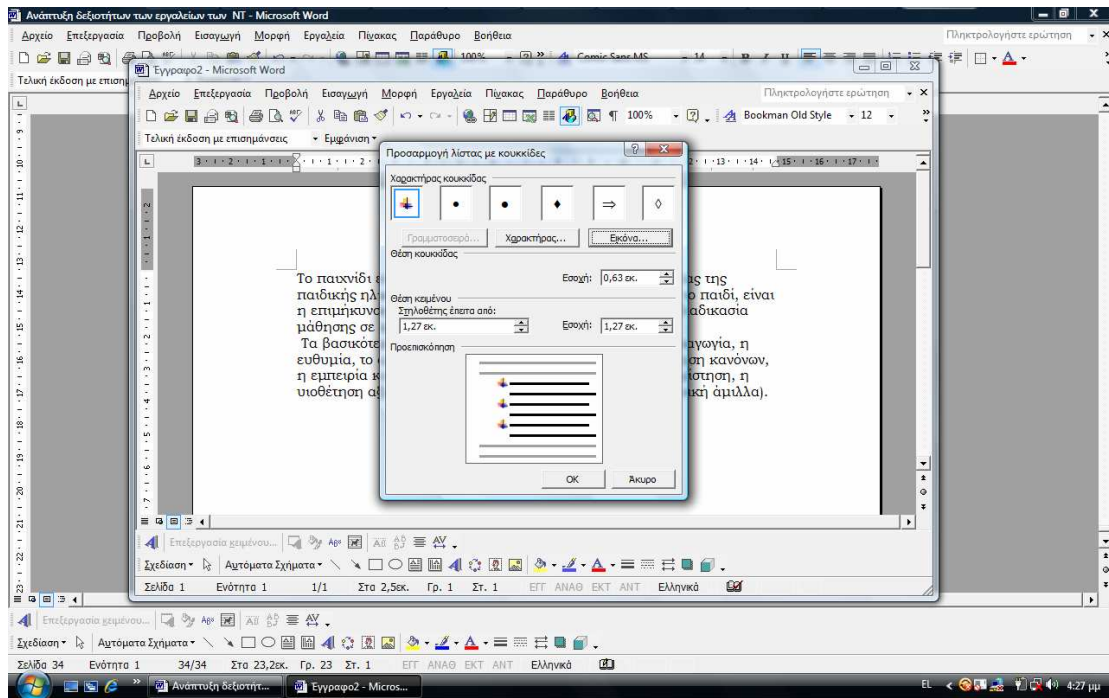 Ανάπτυξη δεξιοτήτων των εργαλείων των ΝΤ - Microsoft Word
Αρχείο Επεξεργασία Προβολή Εισαγωγή Μορφή Εργαλεία Πίνακας Παράθυρο Βοήθεια Πληκτρολογήστε ερώτηση
100% Comic Sans MS 14
Τελική έκδοση με επισημ
Έγγραφο2 - Microsoft Word
Αρχείο Επεξεργασία Προβολή Εισαγωγή Μορφή Εργαλεία Πίνακας Παράθυρο Βοήθεια Πληκτρολογήστε ερώτηση
100% Bookman Old Style 12
Τελική έκδοση με επισημάνσεις Εμφάνιση
Προσαρμογή λίστας με κουκκίδες
Χαρακτήρας κουκκίδας
Γραμματοσειρά... Χαρακτήρας... Εικόνα...
Θέση κουκκίδας
Εσοχή: 0,63 εκ.
Θέση κειμένου
Στηλοθέτης έπειτα από:
1,27 εκ. Εσοχή: 1,27 εκ.
Προεπισκόπηση
OK Άκυρο
Το παιχνίδι ας της
παιδικής ηλ ο παιδί, είναι
η επιμήκυνσ αδικασία
μάθησης σε
Τα βασικότε αγωγία, η
ευθυμία, το ση κανόνων,
η εμπειρία κ ίστηση, η
υιοθέτηση αξ ική άμιλλα).
Επεξεργασία κειμένου...
Σχεδίαση Αυτόματα Σχήματα
Σελίδα 1 Ενότητα 1 1/1 Στα 2,5εκ. Γρ. 1 Στ. 1 ΕΓΓ ΑΝΑΘ ΕΚΤ ΑΝΤ Ελληνικά
Επεξεργασία κειμένου...
Σχεδίαση Αυτόματα Σχήματα
Σελίδα 34 Ενότητα 1 34/34 Στα 23,2εκ. Γρ. 23 Στ. 1 ΕΓΓ ΑΝΑΘ ΕΚΤ ΑΝΤ Ελληνικά
Ανάπτυξη δεξιοτήτ... Έγγραφο2 - Micros... EL 4:27 μμ